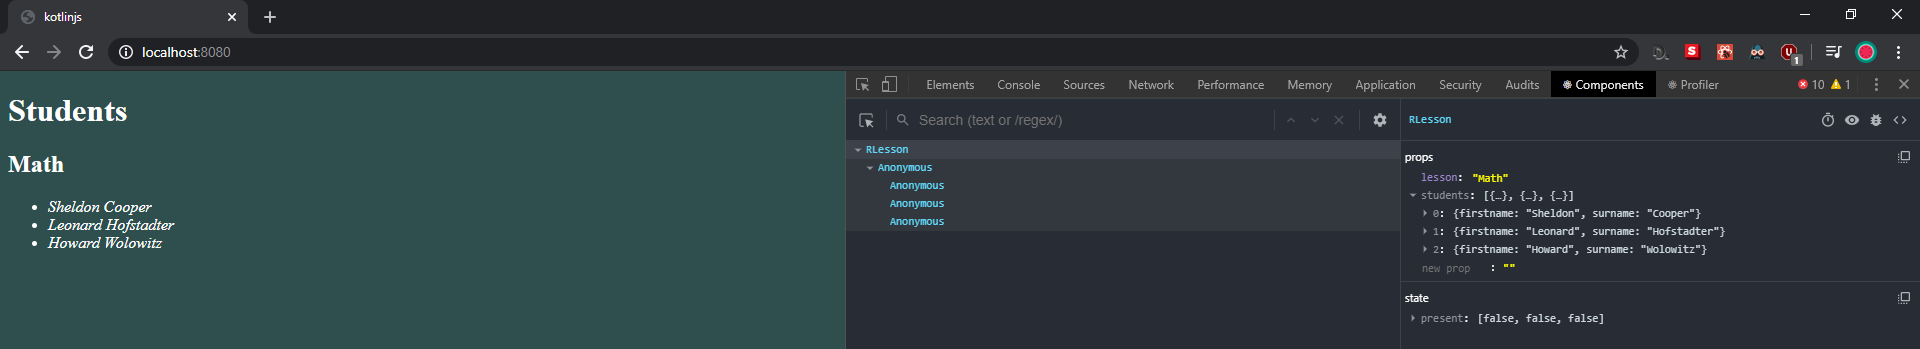 kotlinjs
localhost:8080
1
Students
Math
Sheldon Cooper
Leonard Hofstadter
Howard Wolowitz
Elements Console Sources Network Performance Memory Application Security Audits Components Profiler 10 1
Search (text or /regex/)
RLesson
Anonymous
Anonymous
Anonymous
Anonymous
RLesson
props
lesson: "Math"
students: [{…}, {…}, {…}]
0: {firstname: "Sheldon", surname: "Cooper"}
1: {firstname: "Leonard", surname: "Hofstadter"}
2: {firstname: "Howard", surname: "Wolowitz"}
new prop : ""
state
present: [false, false, false]